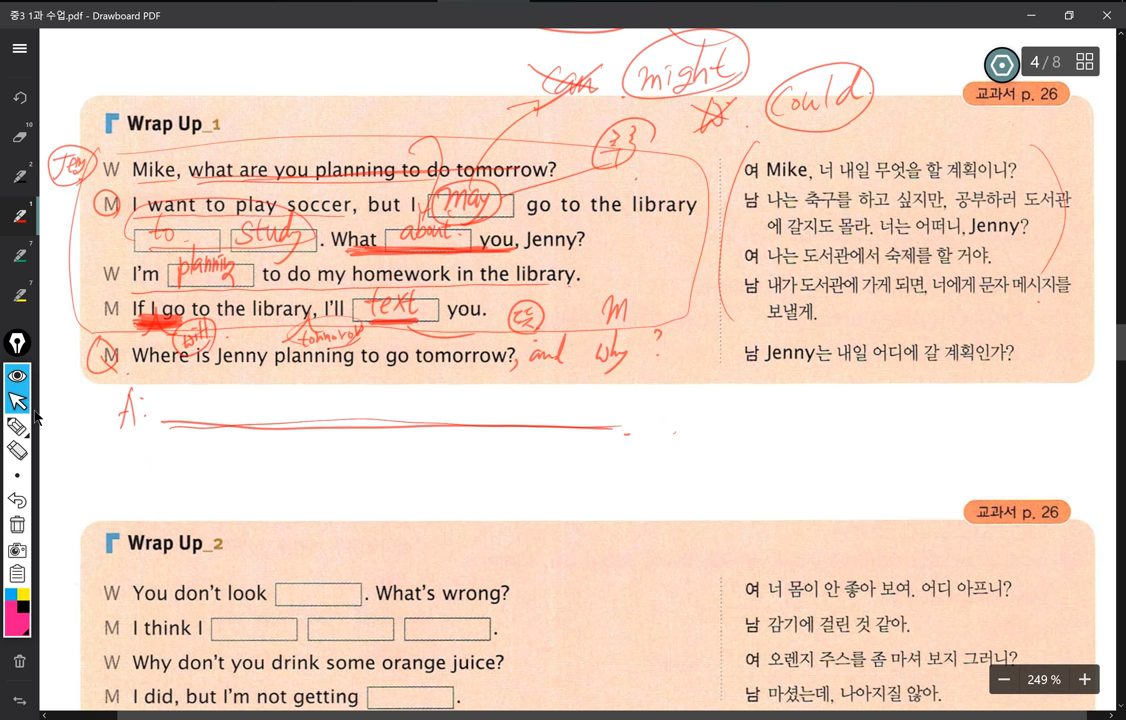 중3 1과 수업.pdf - Drawboard PDF
4 / 8
can might could
교과서 p. 26
Wrap Up_1
W Mike, what are you planning to do tomorrow?
M I want to play soccer, but I may go to the library
to study. What about you, Jenny?
W I'm planning to do my homework in the library.
M If I go to the library, I'll text you.
will tomorrow
M Where is Jenny planning to go tomorrow?, and why?
A:
여 Mike, 너 내일 무엇을 할 계획이니?
남 나는 축구를 하고 싶지만, 공부하러 도서관
에 갈지도 몰라. 너는 어떠니, Jenny?
여 나는 도서관에서 숙제를 할 거야.
남 내가 도서관에 가게 되면, 너에게 문자 메시지를
보낼게.
남 Jenny는 내일 어디에 갈 계획인가?
교과서 p. 26
Wrap Up_2
W You don't look . What's wrong?
M I think I .
W Why don't you drink some orange juice?
M I did, but I'm not getting .
여 너 몸이 안 좋아 보여. 어디 아프니?
남 감기에 걸린 것 같아.
여 오렌지 주스를 좀 마셔 보지 그러니?
남 마셨는데, 나아지질 않아.
249 %